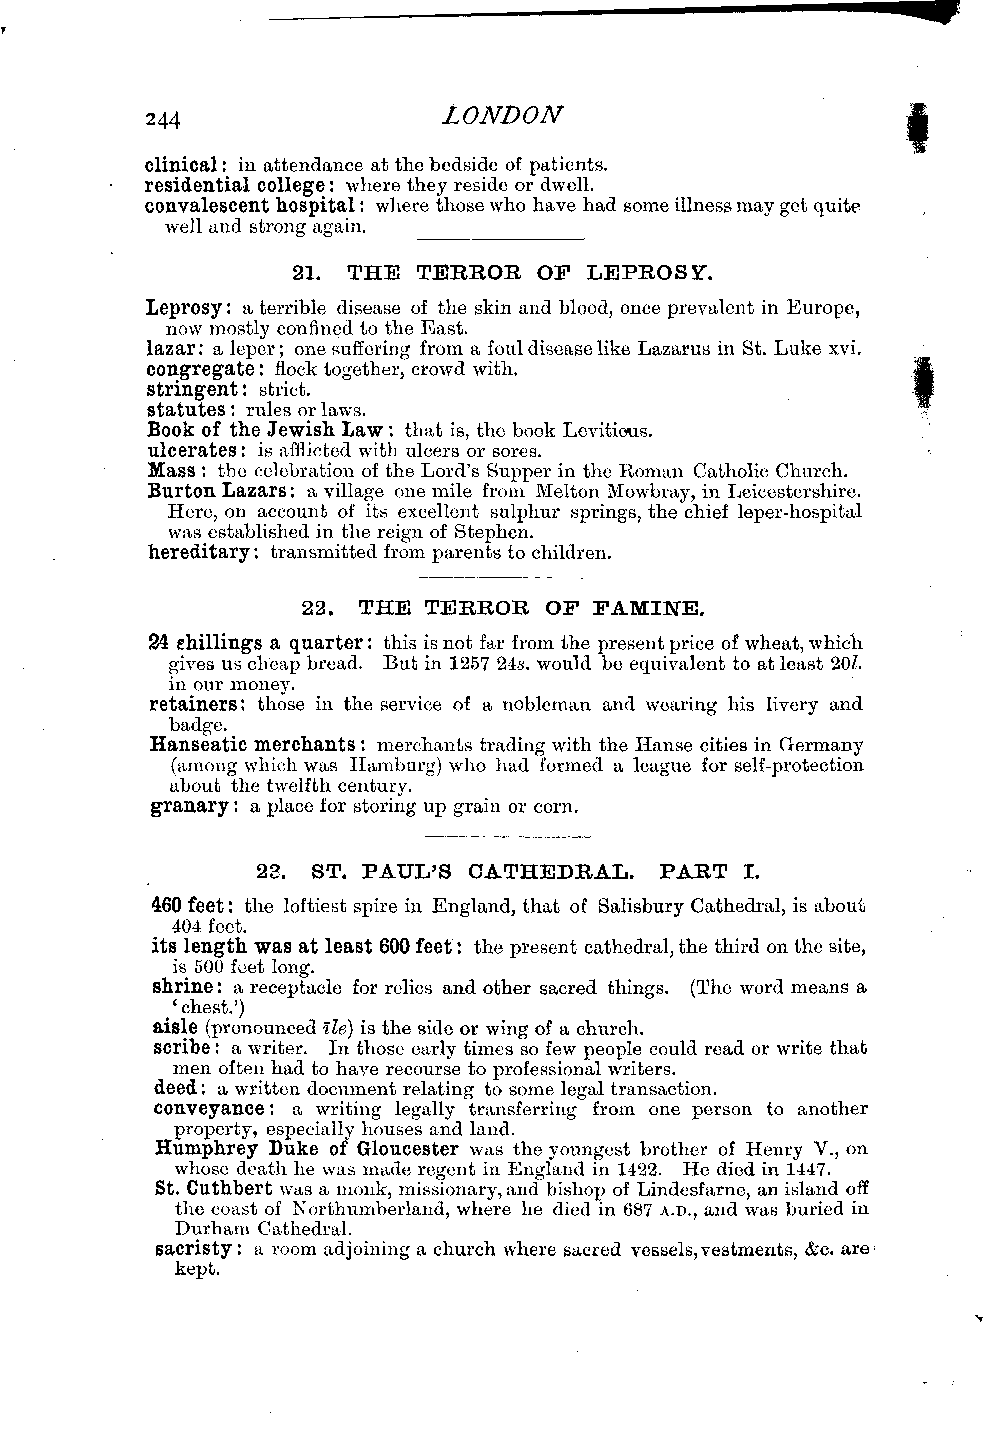 244 LONDON
clinical: in attendance at the bedside of patients.
residential college: where they reside or dwell.
convalescent hospital: where those who have had some illness may get quite
well and strong again.
21. THE TERROR OF LEPROSY.
Leprosy: a terrible disease of the skin and blood, once prevalent in Europe,
now mostly confined to the East.
lazar: a leper; one suffering from a foul disease like Lazarus in St. Luke xvi.
congregate: flock together, crowd with.
stringent: strict.
statutes: rules or laws.
Book of the Jewish Law: that is, the book Leviticus.
ulcerates: is afflicted with ulcers or sores.
Mass: the celebration of the Lord's Supper in the Roman Catholic Church.
Burton Lazars: a village one mile from Melton Mowbray, in Leicestershire.
Here, on account of its excellent sulphur springs, the chief leper-hospital
was established in the reign of Stephen.
hereditary: transmitted from parents to children.
22. THE TERROR OF FAMINE.
24 shillings a quarter: this is not far from the present price of wheat, which
gives us cheap bread. But in 1257 24s. would be equivalent to at least 20l.
in our money.
retainers: those in the service of a nobleman and wearing his livery and
badge.
Hanseatic merchants: merchants trading with the Hanse cities in Germany
(among which was Hamburg) who had formed a league for self-protection
about the twelfth century.
granary: a place for storing up grain or corn.
23. ST. PAUL'S CATHEDRAL. PART I.
460 feet: the loftiest spire in England, that of Salisbury Cathedral, is about
404 feet.
its length was at least 600 feet: the present cathedral, the third on the site,
is 500 feet long.
shrine: a receptacle for relics and other sacred things. (The word means a
'chest.')
aisle (pronounced īle) is the side or wing of a church.
scribe: a writer. In those early times so few people could read or write that
men often had to have recourse to professional writers.
deed: a written document relating to some legal transaction.
conveyance: a writing legally transferring from one person to another
property, especially houses and land.
Humphrey Duke of Gloucester was the youngest brother of Henry V., on
whose death he was made regent in England in 1422. He died in 1447.
St. Cuthbert was a monk, missionary, and bishop of Lindesfarne, an island off
the coast of Northumberland, where he died in 687 A.D., and was buried in
Durham Cathedral.
sacristy: a room adjoining a church where sacred vessels, vestments, &c. are
kept.